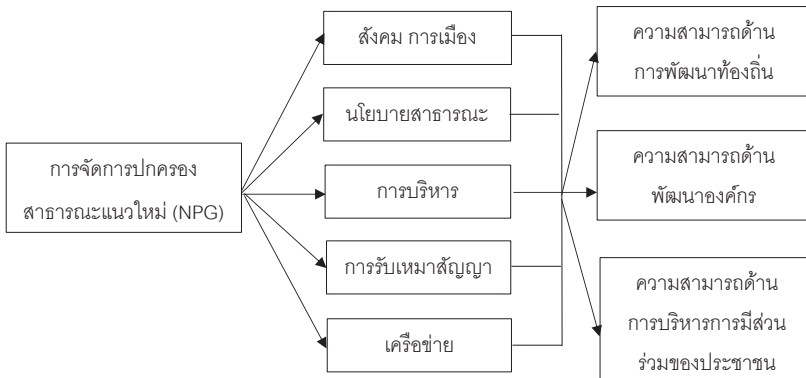 การจัดการปกครอง
สาธารณะแนวใหม่ (NPG)
สังคม การเมือง
นโยบายสาธารณะ
การบริหาร
การรับเหมาสัญญา
เครือข่าย
ความสามารถด้าน
การพัฒนาท้องถิ่น
ความสามารถด้าน
พัฒนาองค์กร
ความสามารถด้าน
การบริหารการมีส่วน
ร่วมของประชาชน